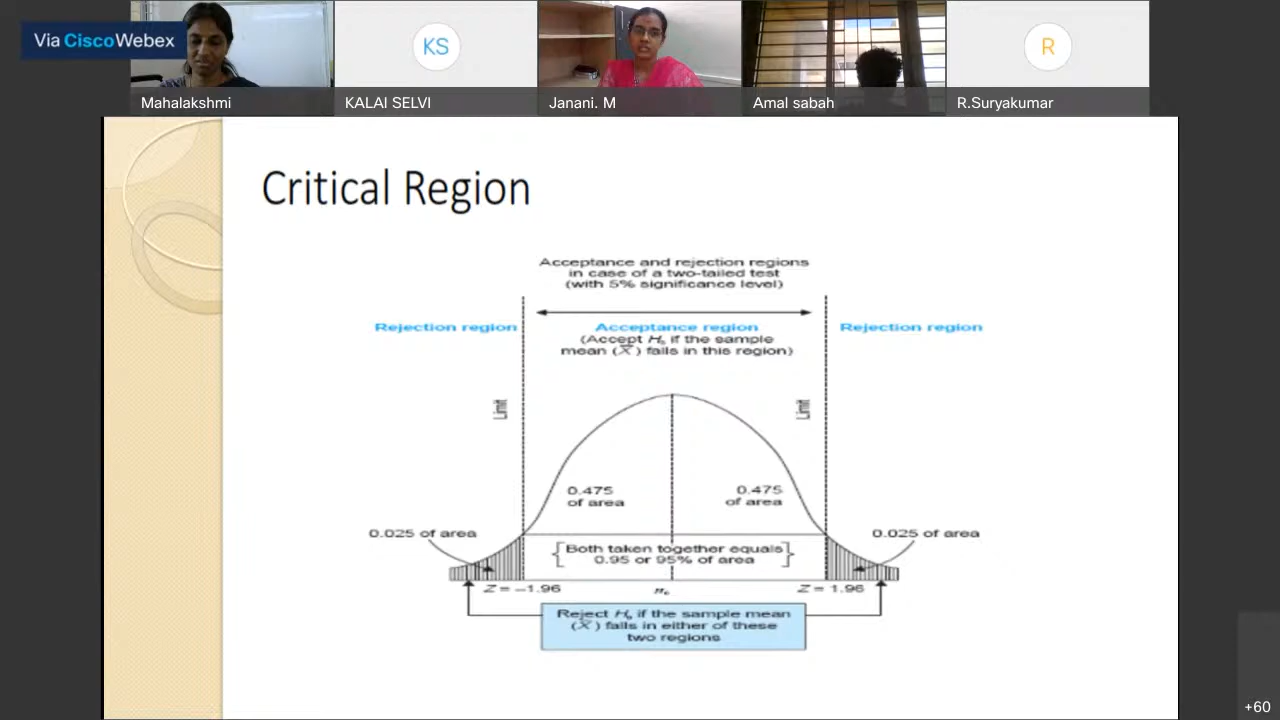 Via CiscoWebex
KS
R
Mahalakshmi
KALAI SELVI
Janani. M
Amal sabah
R.Suryakumar
Critical Region
Acceptance and rejection regions
in case of a two-tailed test
(with 5% significance level)
Rejection region
Acceptance region
Rejection region
(Accept H₀ if the sample
mean (X̅) falls in this region)
Limit
Limit
0.475
of area
0.475
of area
0.025 of area
0.025 of area
Both taken together equals
0.95 or 95% of area
Z = –1.96
Z = 1.96
Reject H₀ if the sample mean
(X̅) falls in either of these
two regions
+60